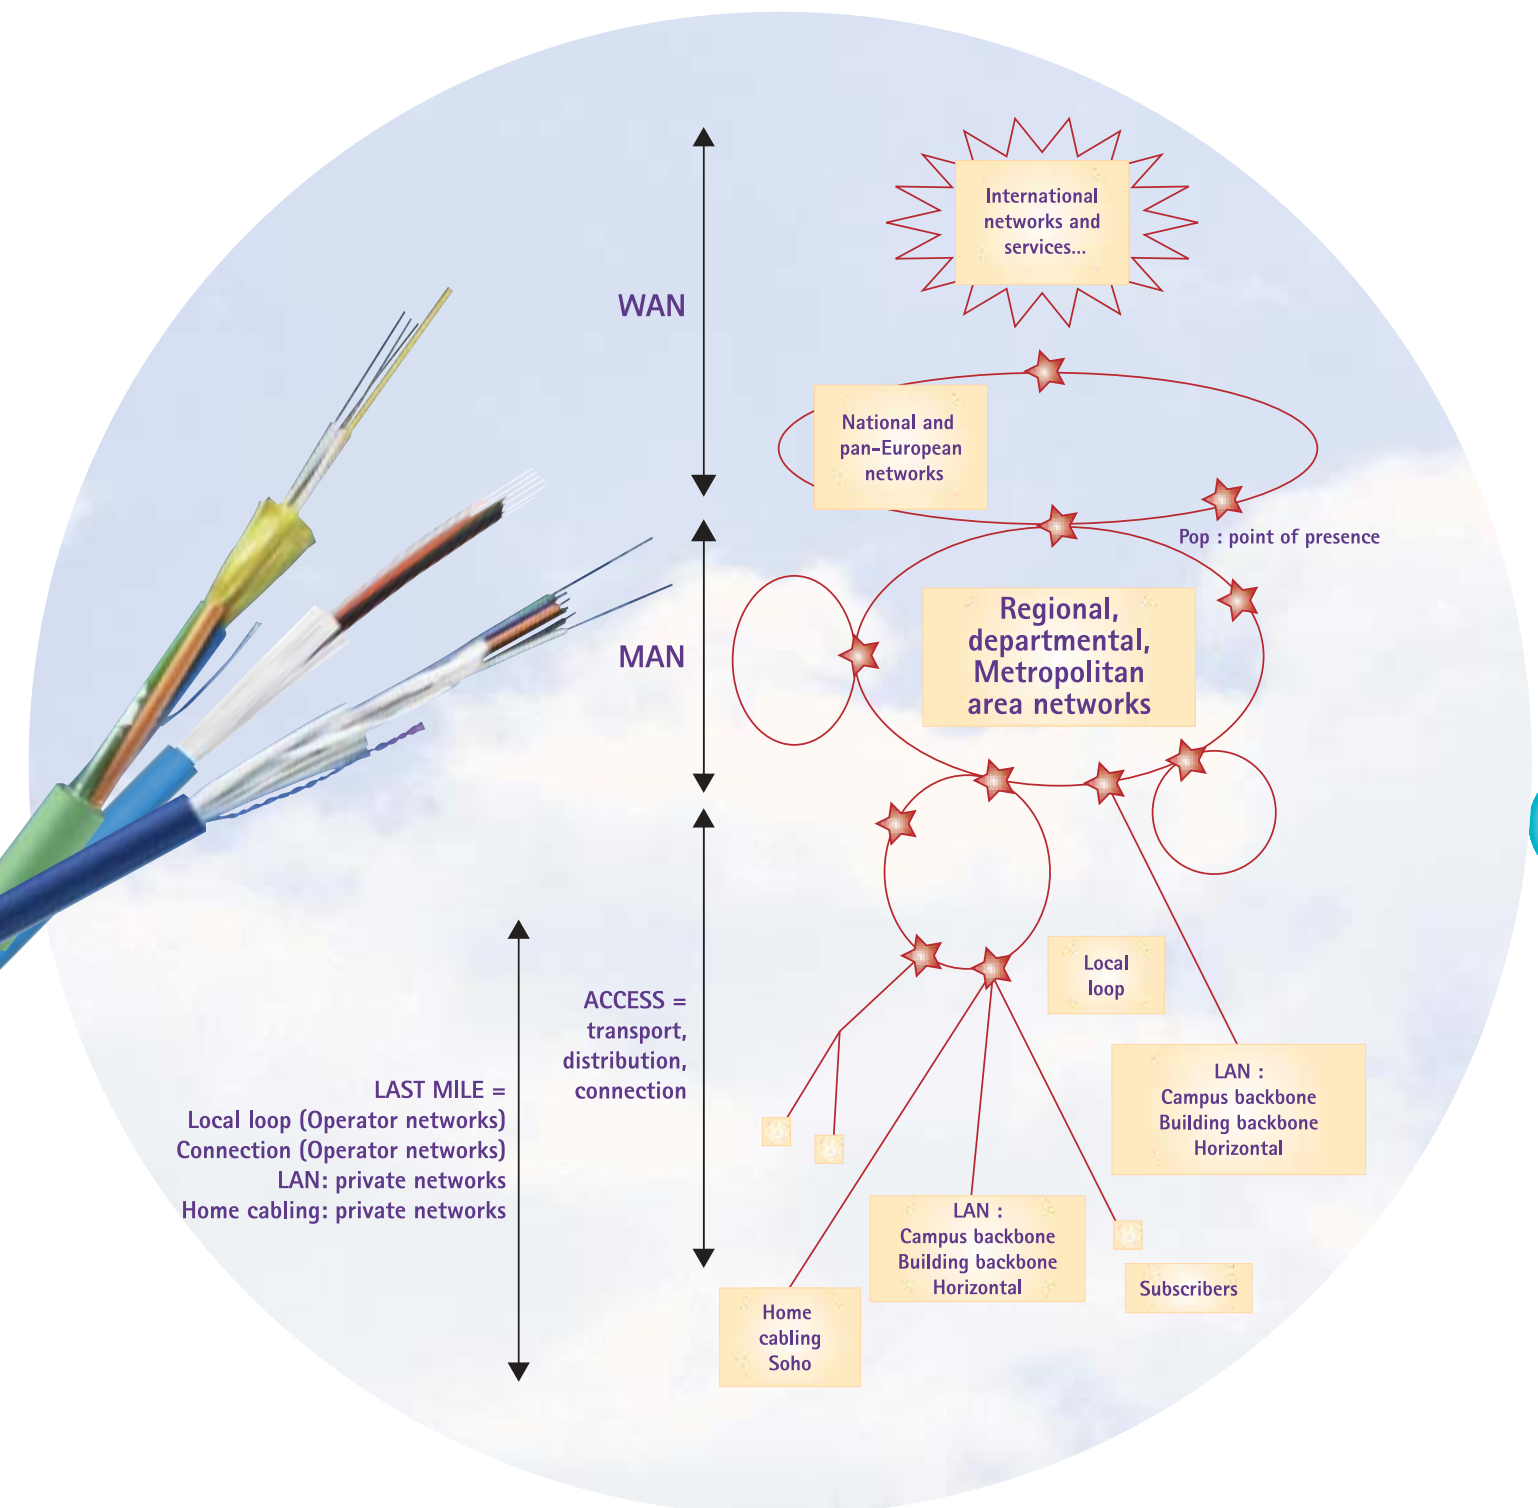 International
networks and
services...
WAN
National and
pan-European
networks
Pop : point of presence
Regional,
departmental,
Metropolitan
area networks
MAN
Local
loop
ACCESS =
transport,
distribution,
connection
LAST MILE =
Local loop (Operator networks)
Connection (Operator networks)
LAN: private networks
Home cabling: private networks
LAN :
Campus backbone
Building backbone
Horizontal
LAN :
Campus backbone
Building backbone
Horizontal
Subscribers
Home
cabling
Soho